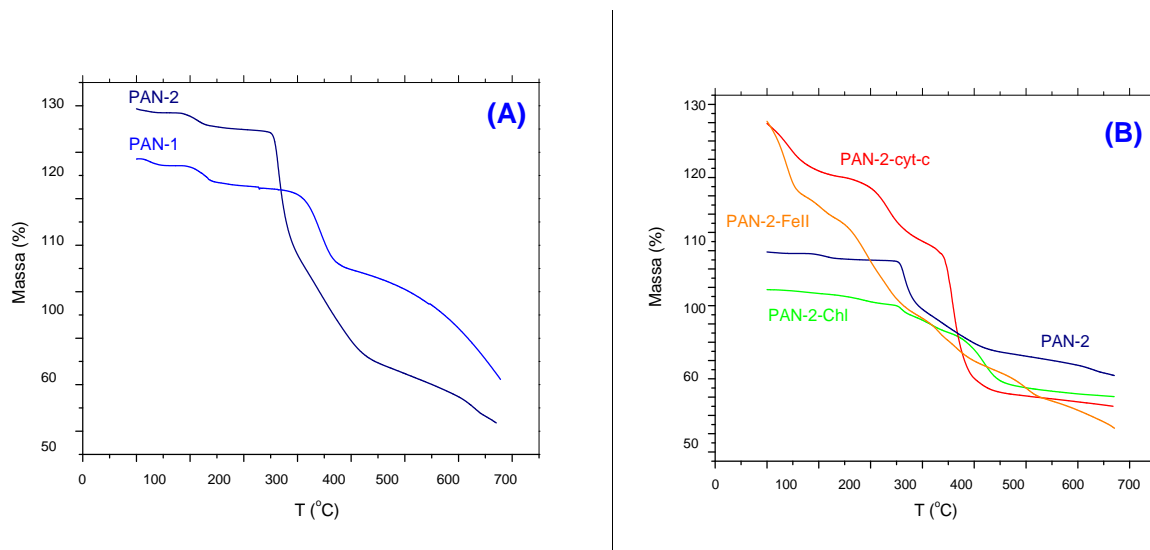 (A)
PAN-2
PAN-1
130
120
110
100
60
50
Massa (%)
0 100 200 300 400 500 600 700
T (°C)
(B)
PAN-2-cyt-c
PAN-2-FeII
PAN-2-Chl
PAN-2
130
120
110
100
60
50
Massa (%)
0 100 200 300 400 500 600 700
T (°C)